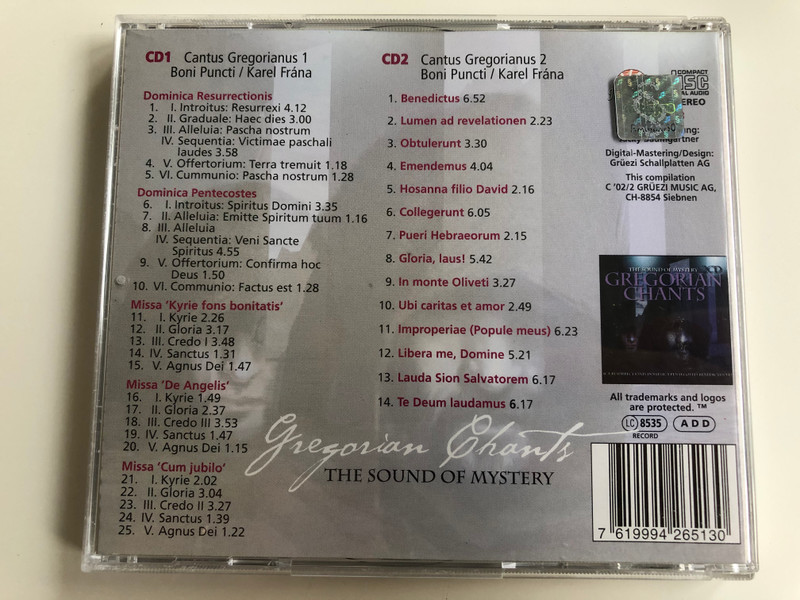 CD1 Cantus Gregorianus 1
Boni Puncti / Karel Frána
Dominica Resurrectionis
1. I. Introitus: Resurrexi 4.12
2. II. Graduale: Haec dies 3.00
3. III. Alleluia: Pascha nostrum
IV. Sequentia: Victimae paschali
laudes 3.58
4. V. Offertorium: Terra tremuit 1.18
5. VI. Cummunio: Pascha nostrum 1.28
Dominica Pentecostes
6. I. Introitus: Spiritus Domini 3.35
7. II. Alleluia: Emitte Spiritum tuum 1.16
8. III. Alleluia
IV. Sequentia: Veni Sancte
Spiritus 4.55
9. V. Offertorium: Confirma hoc
Deus 1.50
10. VI. Communio: Factus est 1.28
Missa ‘Kyrie fons bonitatis‘
11. I. Kyrie 2.26
12. II. Gloria 3.17
13. III. Credo I 3.48
14. IV. Sanctus 1.31
15. V. Agnus Dei 1.47
Missa ‘De Angelis‘
16. I. Kyrie 1.49
17. II. Gloria 2.37
18. III. Credo III 3.53
19. IV. Sanctus 1.47
20. V. Agnus Dei 1.15
Missa ‘Cum jubilo‘
21. I. Kyrie 2.02
22. II. Gloria 3.04
23. III. Credo II 3.27
24. IV. Sanctus 1.39
25. V. Agnus Dei 1.22
CD2 Cantus Gregorianus 2
Boni Puncti / Karel Frána
1. Benedictus 6.52
2. Lumen ad revelationen 2.23
3. Obtulerunt 3.30
4. Emendemus 4.04
5. Hosanna filio David 2.16
6. Collegerunt 6.05
7. Pueri Hebraeorum 2.15
8. Gloria, laus! 5.42
9. In monte Oliveti 3.27
10. Ubi caritas et amor 2.49
11. Improperiae (Popule meus) 6.23
12. Libera me, Domine 5.21
13. Lauda Sion Salvatorem 6.17
14. Te Deum laudamus 6.17
Gregorian Chants
THE SOUND OF MYSTERY
COMPACT
DISC
AUDIO
STEREO
Baumgartner
Digital-Mastering/Design:
Grüezi Schallplatten AG
This compilation
C '02/2 GRÜEZI MUSIC AG,
CH-8854 Siebnen
THE SOUND OF MYSTERY
GREGORIAN
CHANTS
All trademarks and logos
are protected. ™
LC 8535 ADD
RECORD
7 619994 265130